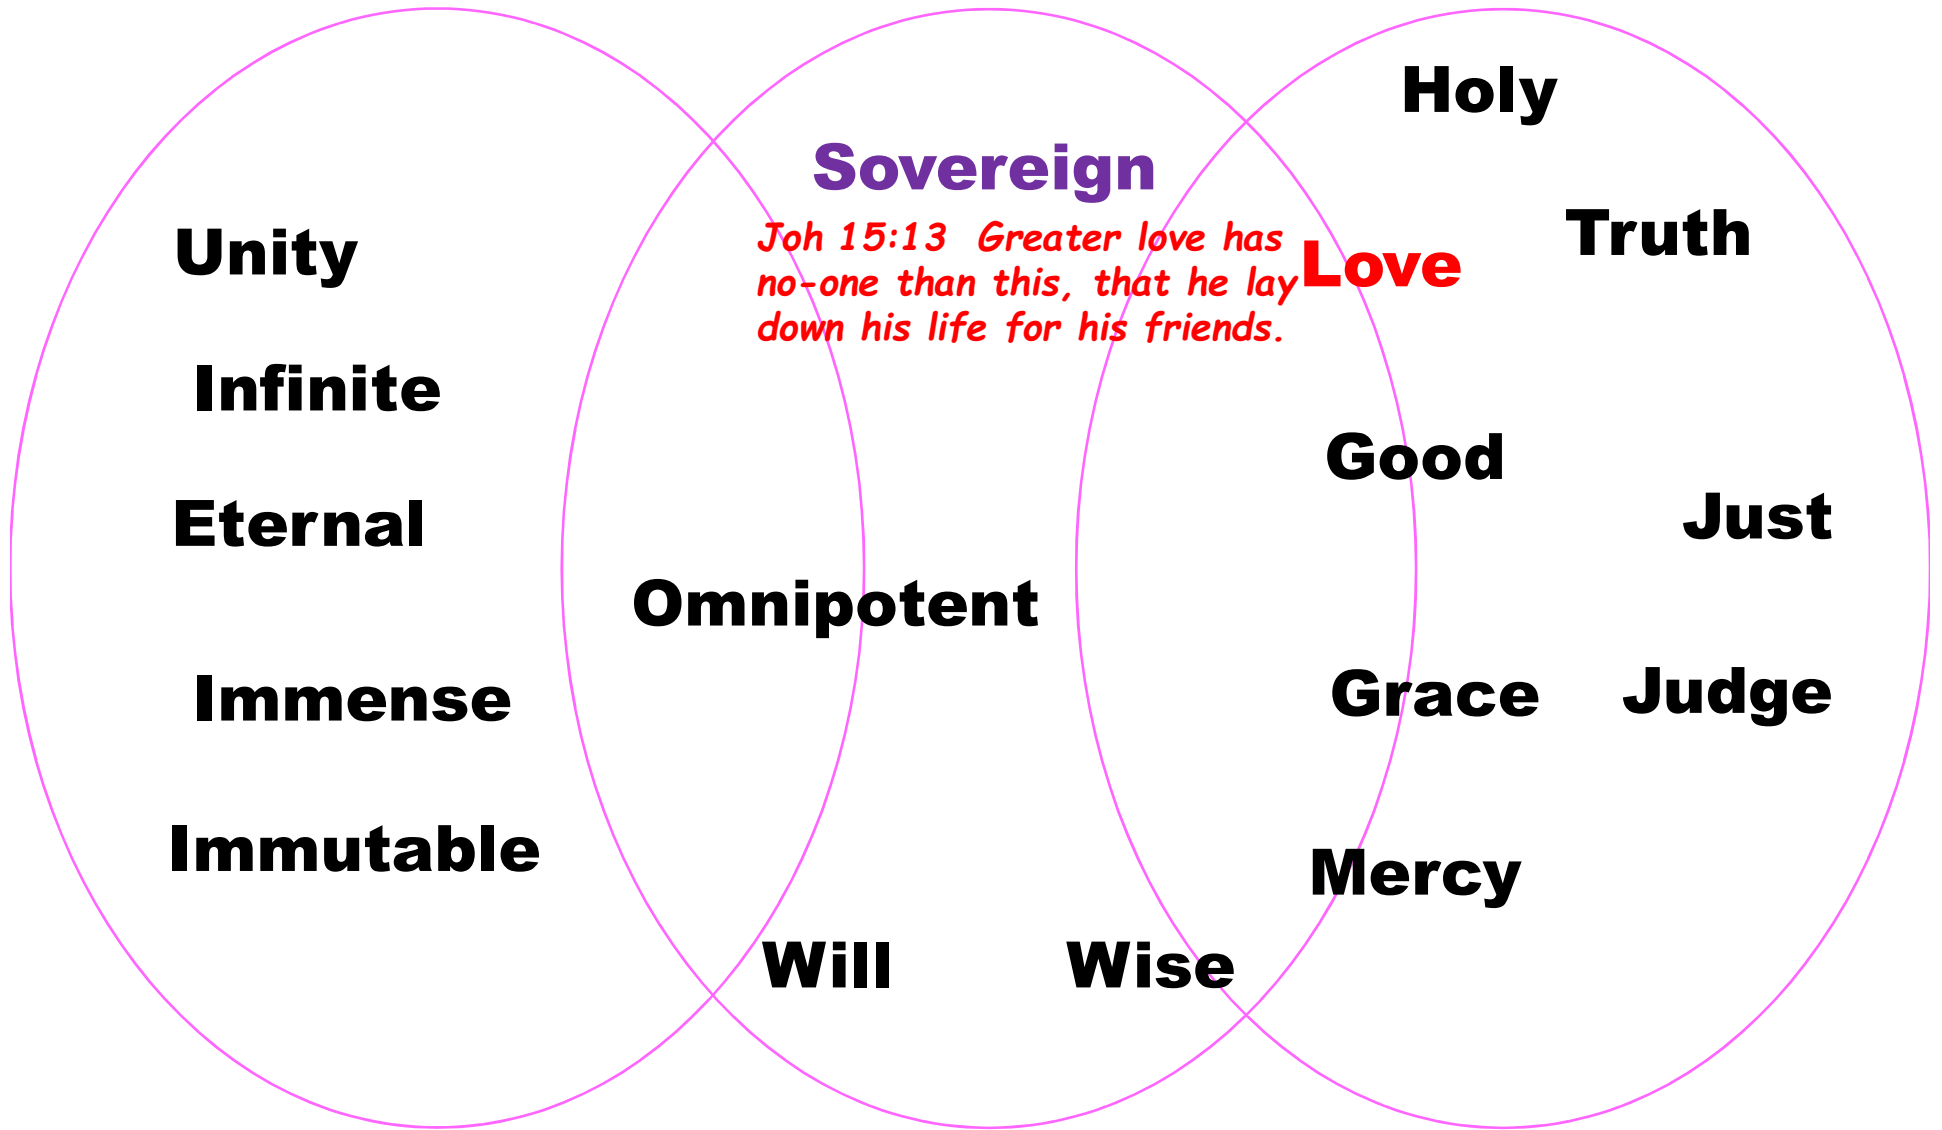 Holy
Sovereign
Truth
Unity
Joh 15:13  Greater love has
no-one than this, that he lay
down his life for his friends.
Love
Infinite
Good
Eternal
Just
Omnipotent
Immense
Grace
Judge
Immutable
Mercy
Will
Wise